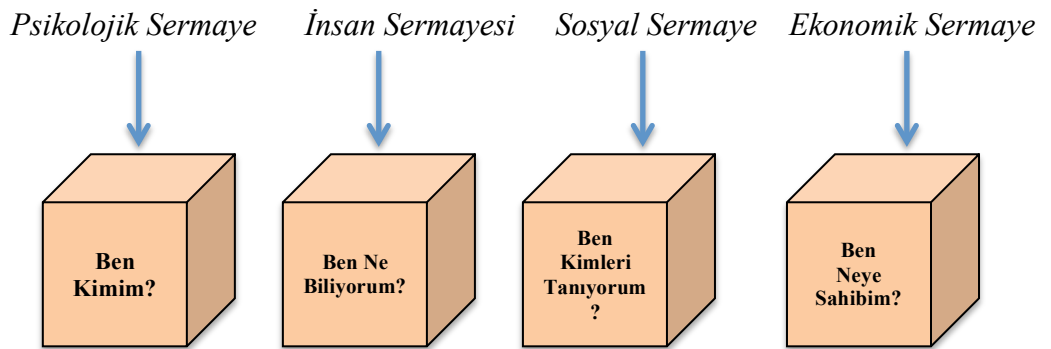 Psikolojik Sermaye
İnsan Sermayesi
Sosyal Sermaye
Ekonomik Sermaye
Ben
Kimim?
Ben Ne
Biliyorum?
Ben
Kimleri
Tanıyorum
?
Ben
Neye
Sahibim?